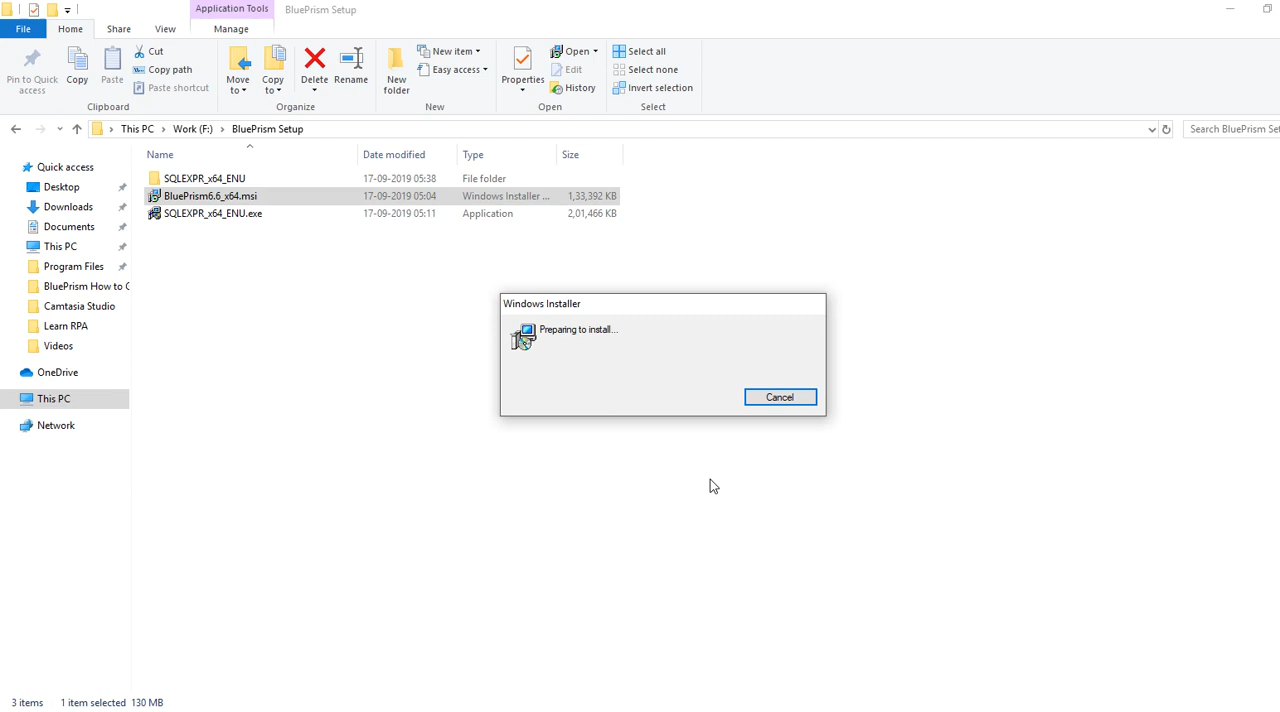 Application Tools
BluePrism Setup
File
Home
Share
View
Manage
Pin to Quick access
Copy
Paste
Cut
Copy path
Paste shortcut
Clipboard
Move to
Copy to
Delete
Rename
Organize
New folder
New item
Easy access
New
Properties
Open
Edit
History
Open
Select all
Select none
Invert selection
Select
This PC
Work (F:)
BluePrism Setup
Search BluePrism Set
Name
Date modified
Type
Size
SQLEXPR_x64_ENU
17-09-2019 05:38
File folder
BluePrism6.6_x64.msi
17-09-2019 05:04
Windows Installer ...
1,33,392 KB
SQLEXPR_x64_ENU.exe
17-09-2019 05:11
Application
2,01,466 KB
Quick access
Desktop
Downloads
Documents
This PC
Program Files
BluePrism How to C
Camtasia Studio
Learn RPA
Videos
OneDrive
This PC
Network
Windows Installer
Preparing to install...
Cancel
3 items
1 item selected 130 MB